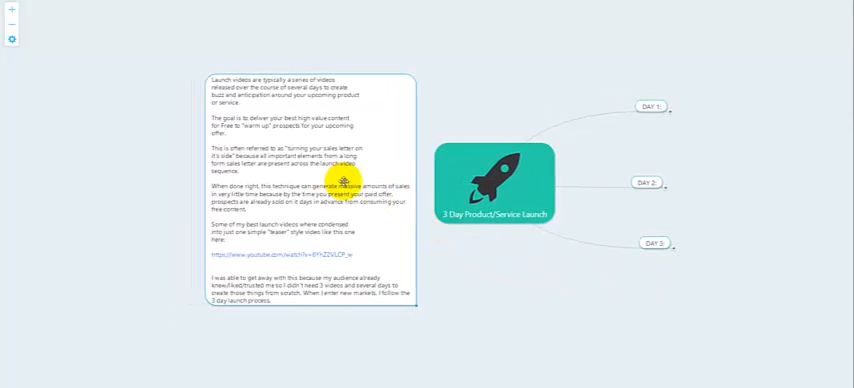 Launch videos are typically a series of videos
released over the course of several days to create
buzz and anticipation around your upcoming product
or service.
The goal is to deliver your best high value content
for Free to "warm up" prospects for your upcoming
offer.
This is often referred to as "turning your sales letter on
it's side" because all important elements from a long
form sales letter are present across the launch video
sequence.
When done right, this technique can generate massive amounts of sales
in very little time because by the time you present your paid offer,
prospects are already sold on it days in advance from consuming your
free content.
Some of my best launch videos where condensed
into just one simple "teaser" style video like this one
here:
I was able to get away with this because my audience already
knew/liked/trusted me so I didn't need 3 videos and several days to
create those things from scratch. When I enter new markets, I follow the
3 day launch process.
3 Day Product/Service Launch
DAY 1:
DAY 2:
DAY 3: